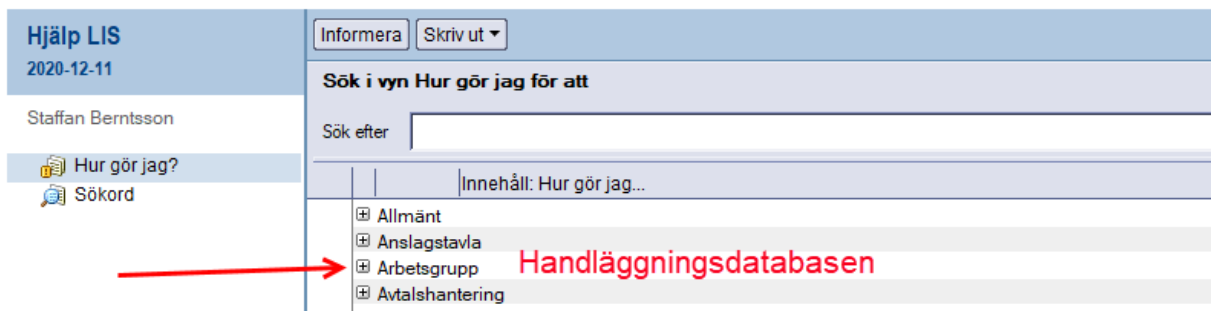 Hjälp LIS
2020-12-11
Staffan Berntsson
Hur gör jag?
Sökord
Informera Skriv ut
Sök i vyn Hur gör jag för att
Sök efter
Innehåll: Hur gör jag...
Allmänt
Anslagstavla
Arbetsgrupp Handläggningsdatabasen
Avtalshantering